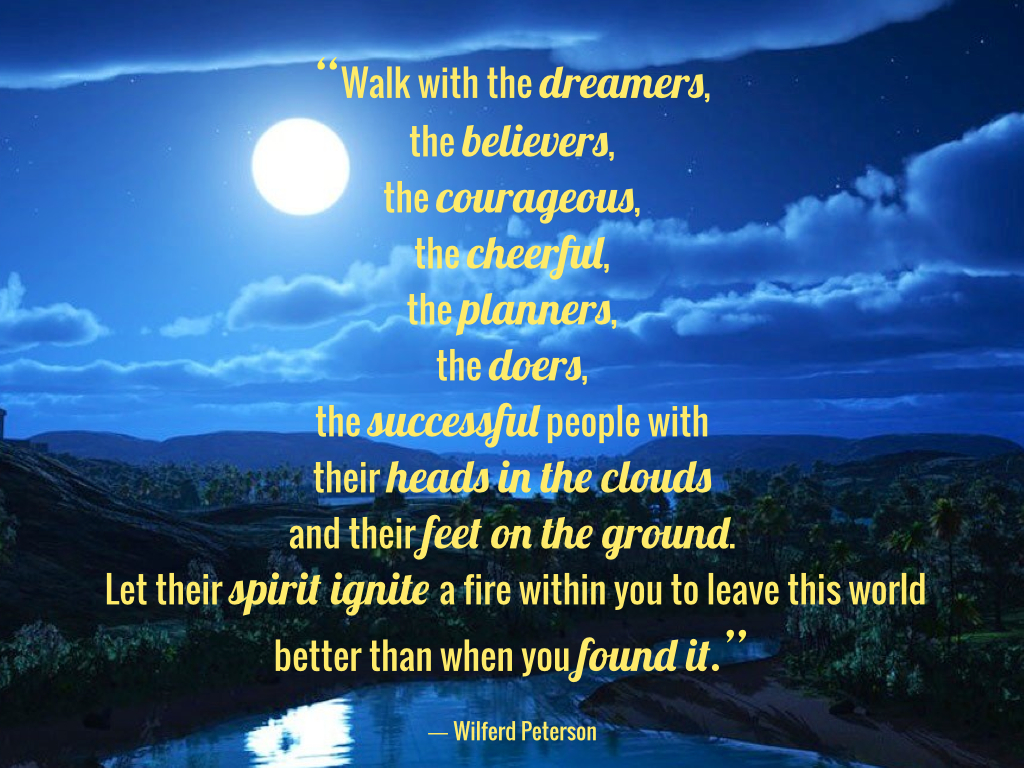 “Walk with the dreamers,
the believers,
the courageous,
the cheerful,
the planners,
the doers,
the successful people with
their heads in the clouds
and their feet on the ground.
Let their spirit ignite a fire within you to leave this world
better than when you found it.”
— Wilferd Peterson